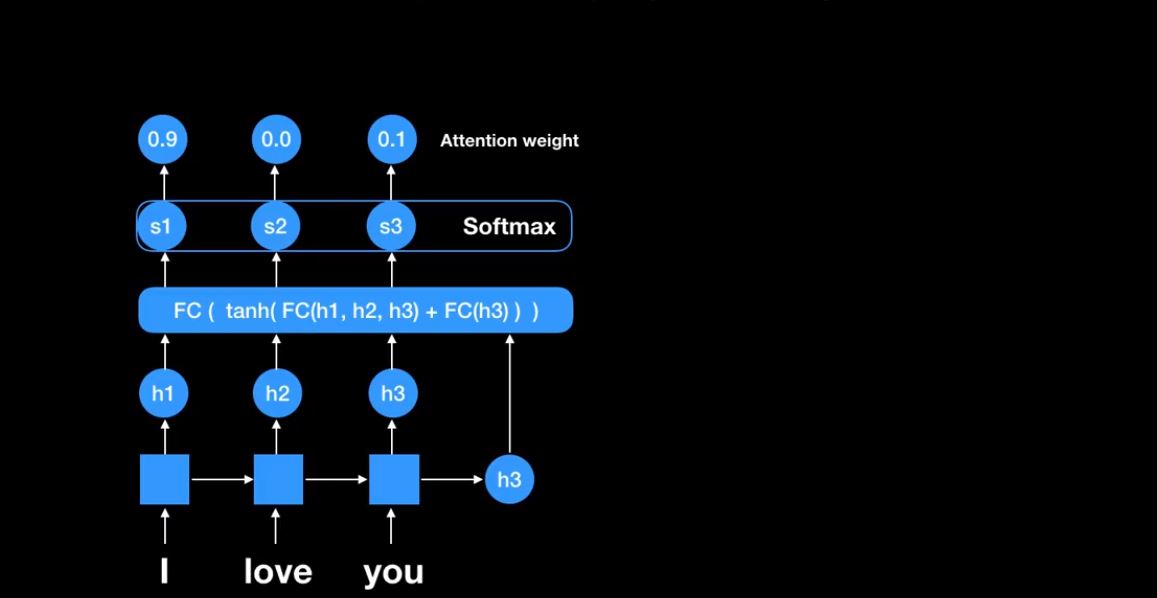 0.9 0.0 0.1 Attention weight
s1 s2 s3 Softmax
FC ( tanh( FC(h1, h2, h3) + FC(h3) ) )
h1 h2 h3
h3
I love you